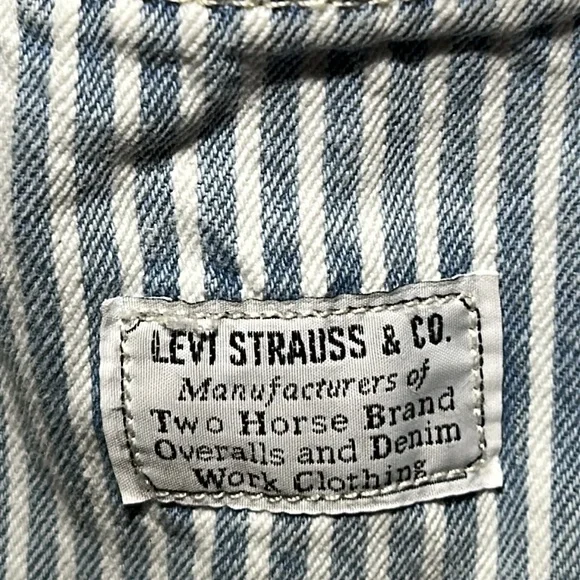 LEVI STRAUSS & CO.
Manufacturers of
Two Horse Brand
Overalls and Denim
Work Clothing